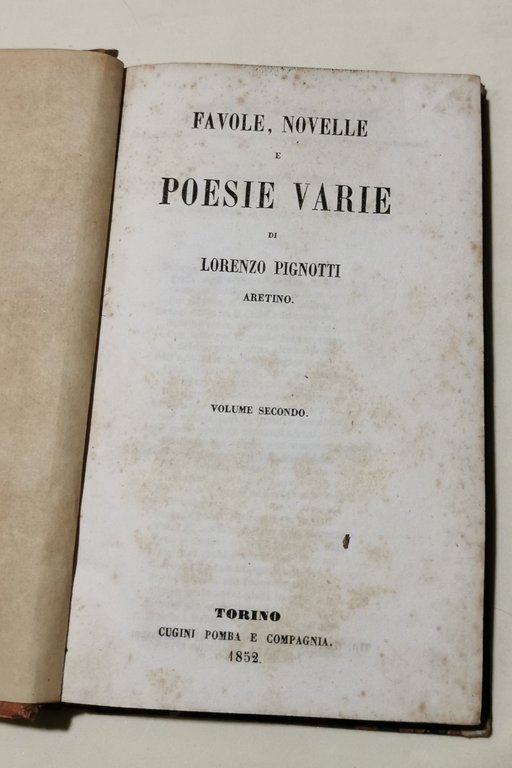 FAVOLE, NOVELLE
E
POESIE VARIE
DI
LORENZO PIGNOTTI
ARETINO.
VOLUME SECONDO.
TORINO
CUGINI POMBA E COMPAGNIA.
1852.